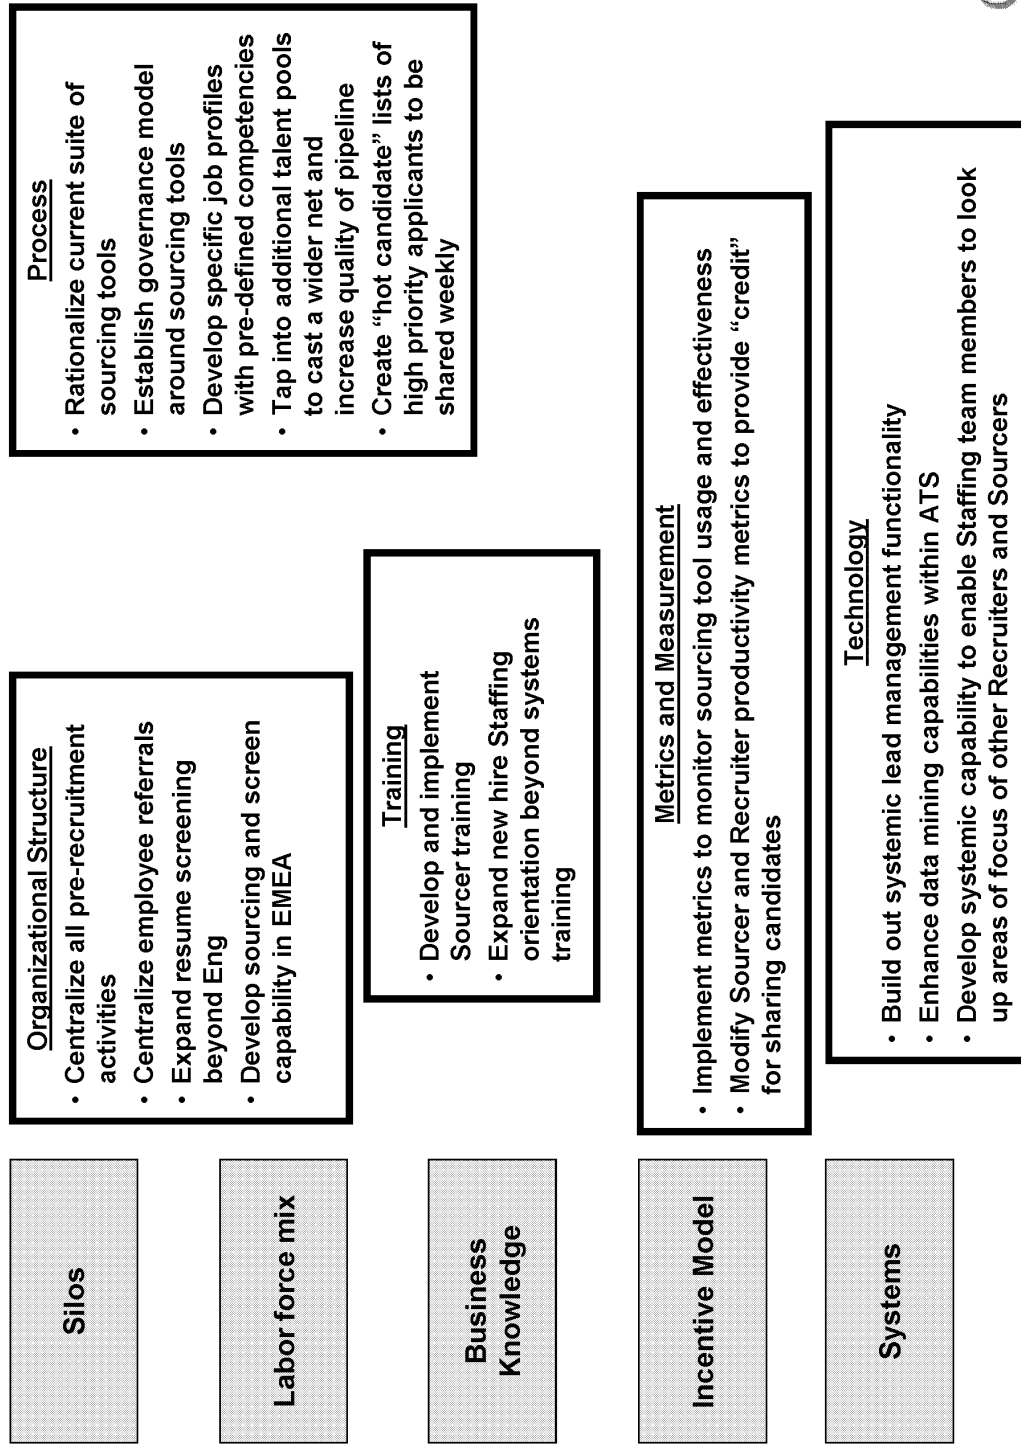 Silos
Labor force mix
Business
Knowledge
Incentive Model
Systems
Organizational Structure
• Centralize all pre-recruitment
activities
• Centralize employee referrals
• Expand resume screening
beyond Eng
• Develop sourcing and screen
capability in EMEA
Process
• Rationalize current suite of
sourcing tools
• Establish governance model
around sourcing tools
• Develop specific job profiles
with pre-defined competencies
• Tap into additional talent pools
to cast a wider net and
increase quality of pipeline
• Create “hot candidate” lists of
high priority applicants to be
shared weekly
Training
• Develop and implement
Sourcer training
• Expand new hire Staffing
orientation beyond systems
training
Metrics and Measurement
• Implement metrics to monitor sourcing tool usage and effectiveness
• Modify Sourcer and Recruiter productivity metrics to provide “credit”
for sharing candidates
Technology
• Build out systemic lead management functionality
• Enhance data mining capabilities within ATS
• Develop systemic capability to enable Staffing team members to look
up areas of focus of other Recruiters and Sourcers